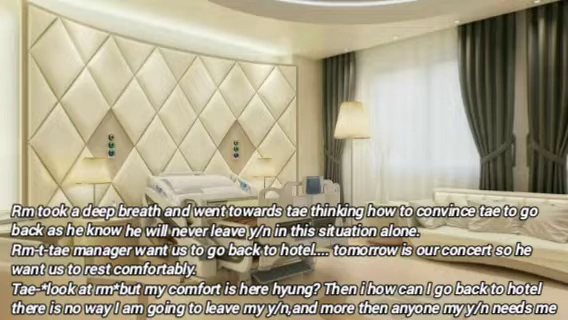 Rm took a deep breath and went towards tae thinking how to convince tae to go
back as he know he will never leave y/n in this situation alone.
Rm-t-tae manager want us to go back to hotel.... tomorrow is our concert so he
want us to rest comfortably.
Tae-*look at rm*but my comfort is here hyung? Then i how can I go back to hotel
there is no way I am going to leave my y/n,and more then anyone my y/n needs me